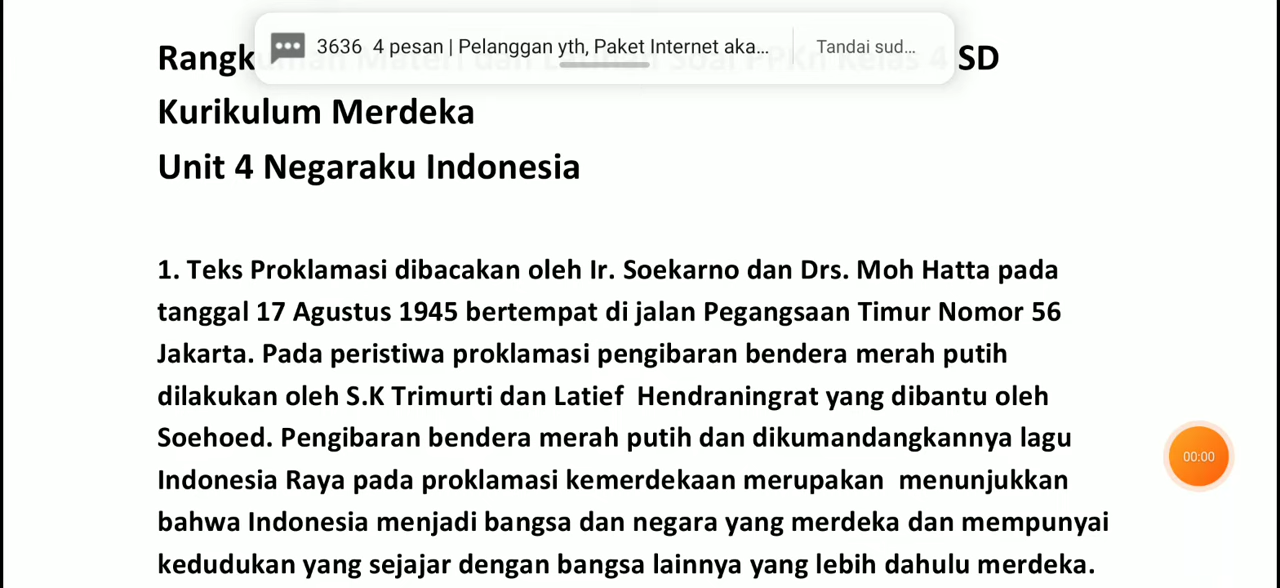 3636 4 pesan | Pelanggan yth, Paket Internet aka...
Tandai sud...
Rangk SD
Kurikulum Merdeka
Unit 4 Negaraku Indonesia
1. Teks Proklamasi dibacakan oleh Ir. Soekarno dan Drs. Moh Hatta pada
tanggal 17 Agustus 1945 bertempat di jalan Pegangsaan Timur Nomor 56
Jakarta. Pada peristiwa proklamasi pengibaran bendera merah putih
dilakukan oleh S.K Trimurti dan Latief Hendraningrat yang dibantu oleh
Soehoed. Pengibaran bendera merah putih dan dikumandangkannya lagu
Indonesia Raya pada proklamasi kemerdekaan merupakan menunjukkan
bahwa Indonesia menjadi bangsa dan negara yang merdeka dan mempunyai
kedudukan yang sejajar dengan bangsa lainnya yang lebih dahulu merdeka.
00:00